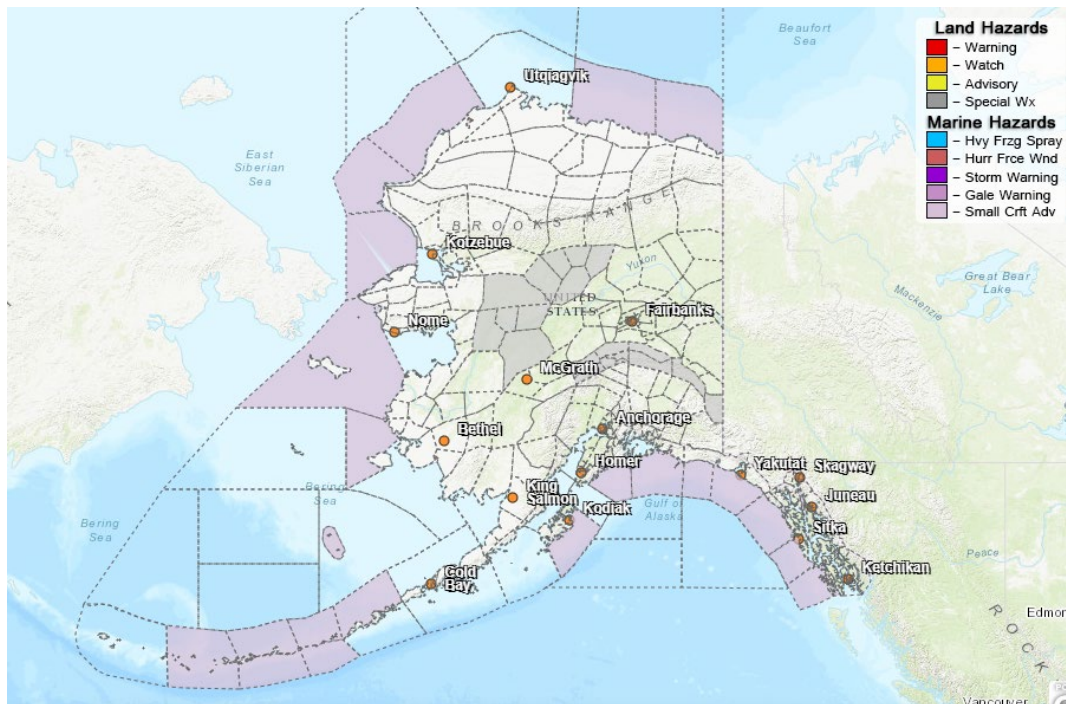 Land Hazards
– Warning
– Watch
– Advisory
– Special Wx
Marine Hazards
– Hvy Frzg Spray
– Hurr Frce Wnd
– Storm Warning
– Gale Warning
– Small Crft Adv
Beaufort
Sea
Utqiagvik
East
Siberian
Sea
BROOKS RANGE
Kotzebue
Yukon
Great Bear
Lake
Mackenzie
UNITED
STATES
Fairbanks
Nome
McGrath
Anchorage
Bethel
Homer
Yakutat
Skagway
King
Salmon
Kodiak
Juneau
Gulf of
Alaska
Sitka
Bering
Sea
Bering
Sea
Peace
Cold
Bay
Ketchikan
ROCK
Edmo
Vancouver